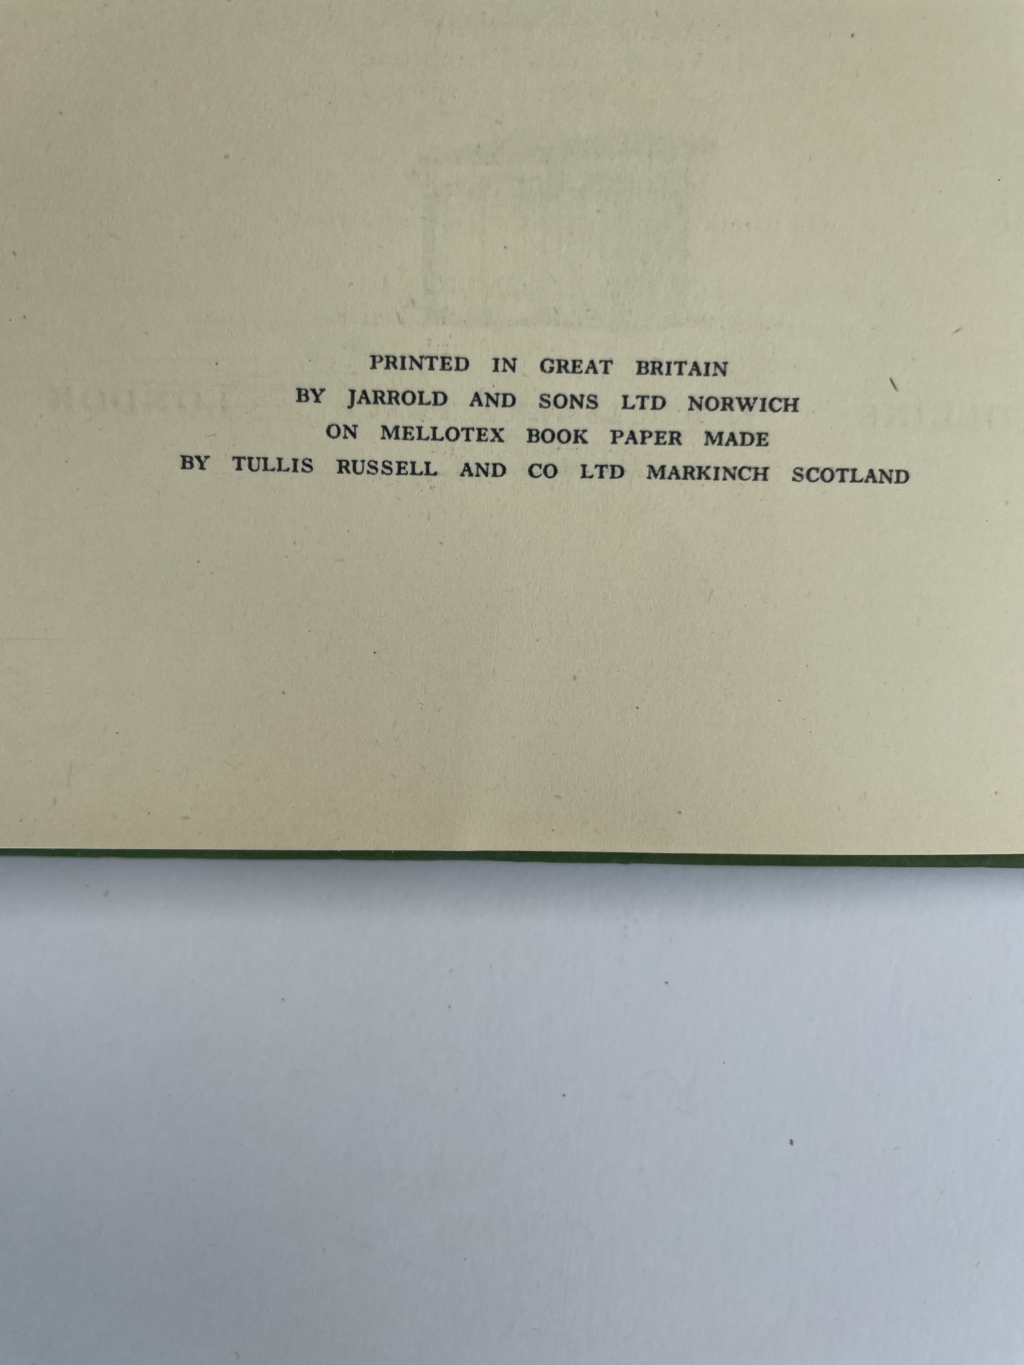 PRINTED IN GREAT BRITAIN
BY JARROLD AND SONS LTD NORWICH
ON MELLOTEX BOOK PAPER MADE
BY TULLIS RUSSELL AND CO LTD MARKINCH SCOTLAND
LONDON